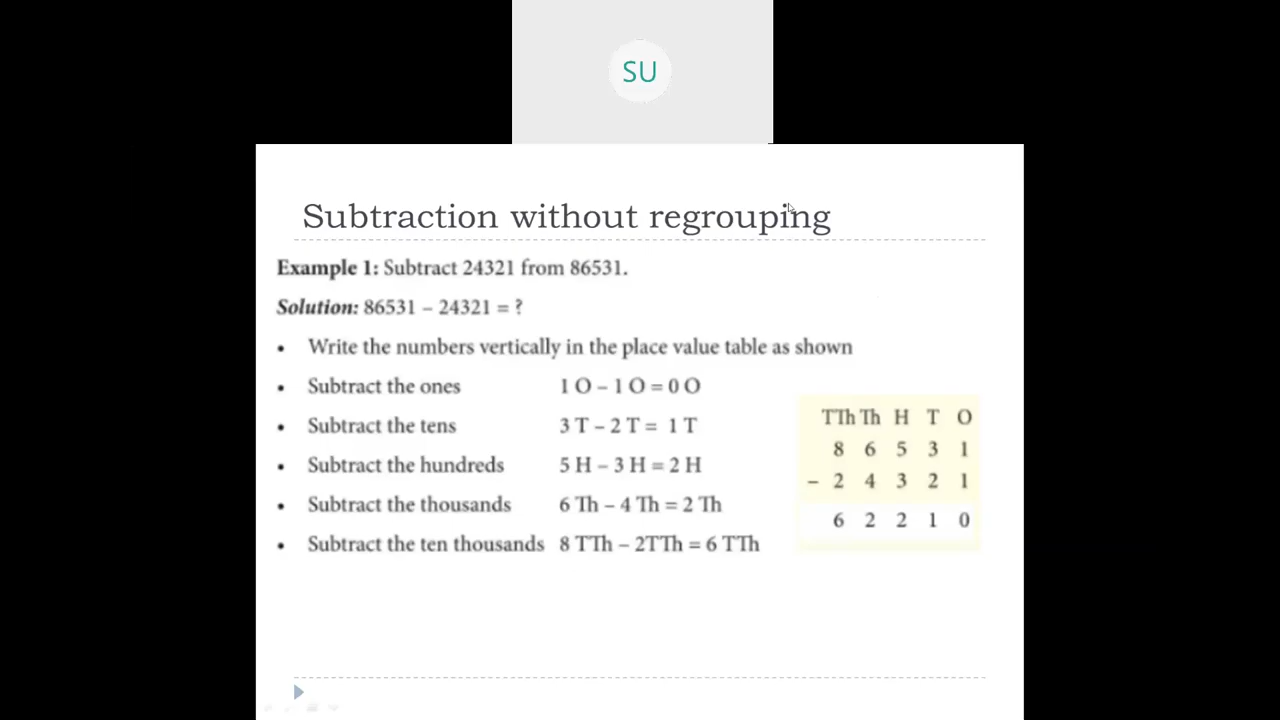 SU
Subtraction without regrouping
Example 1: Subtract 24321 from 86531.
Solution: 86531 – 24321 = ?
• Write the numbers vertically in the place value table as shown
• Subtract the ones 1 O – 1 O = 0 O
• Subtract the tens 3 T – 2 T = 1 T
• Subtract the hundreds 5 H – 3 H = 2 H
• Subtract the thousands 6 Th – 4 Th = 2 Th
• Subtract the ten thousands 8 TTh – 2TTh = 6 TTh
TTh Th H T O
8 6 5 3 1
– 2 4 3 2 1
6 2 2 1 0